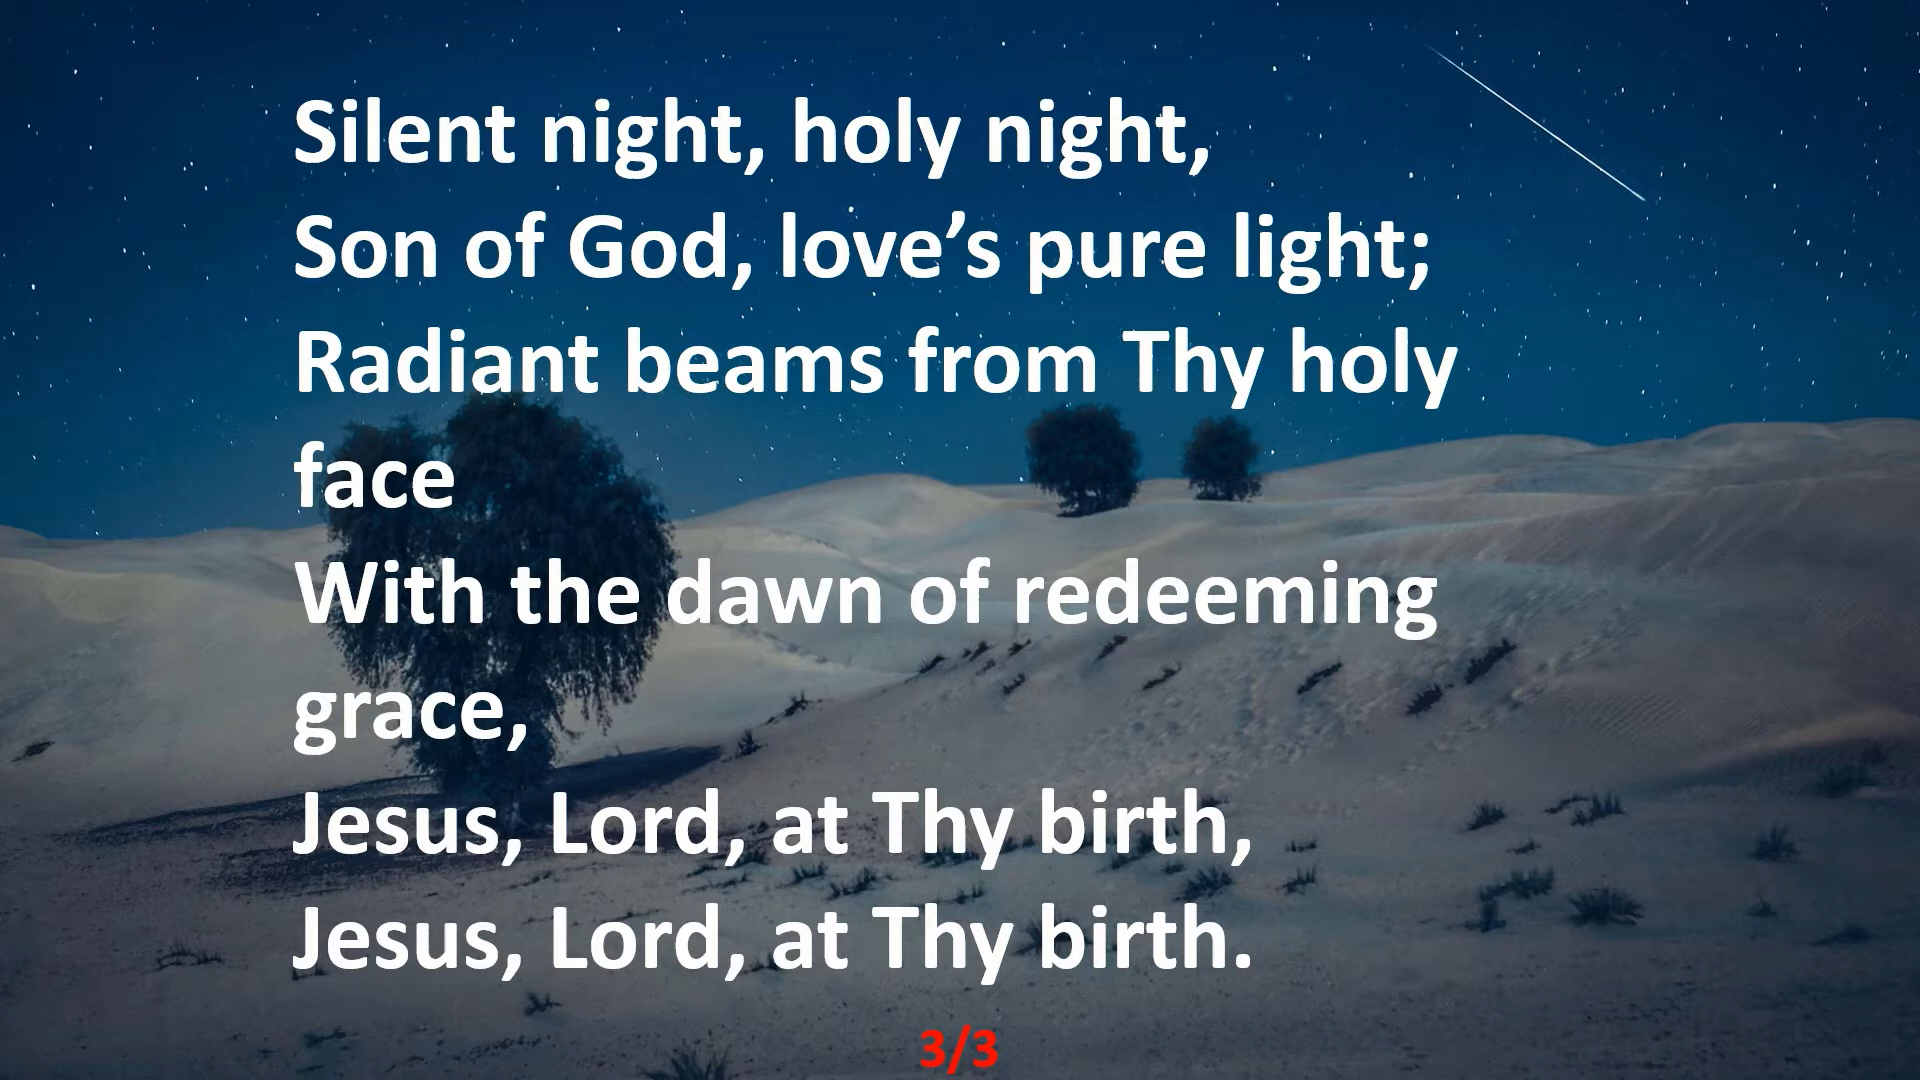 Silent night, holy night,
Son of God, love’s pure light;
Radiant beams from Thy holy
face
With the dawn of redeeming
grace,
Jesus, Lord, at Thy birth,
Jesus, Lord, at Thy birth.
3/3